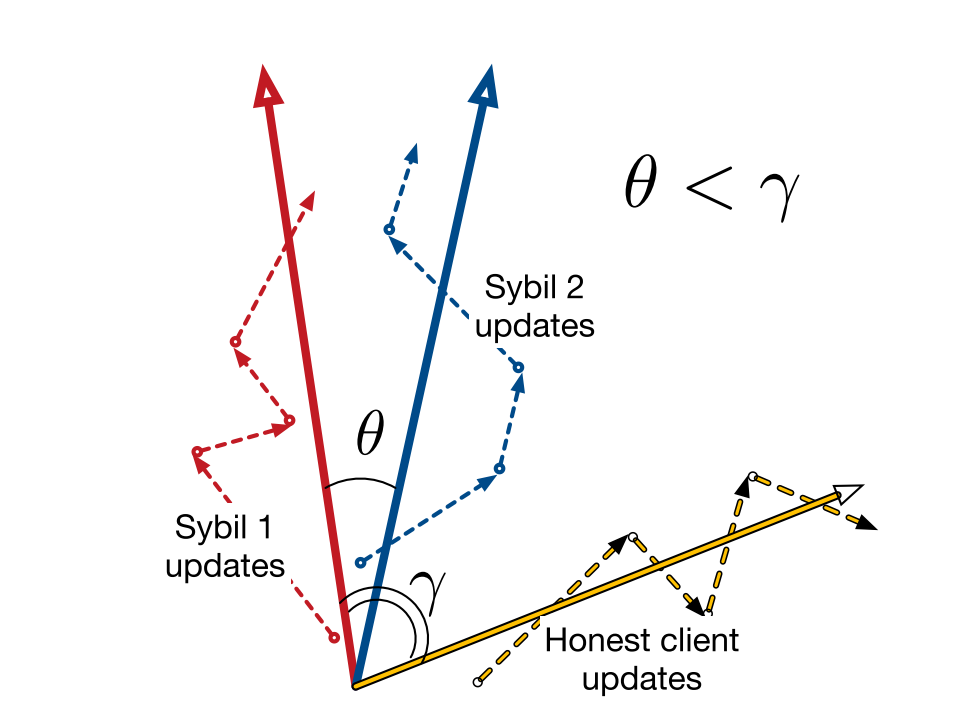 θ < γ
Sybil 2
updates
θ
Sybil 1
updates
γ
Honest client
updates